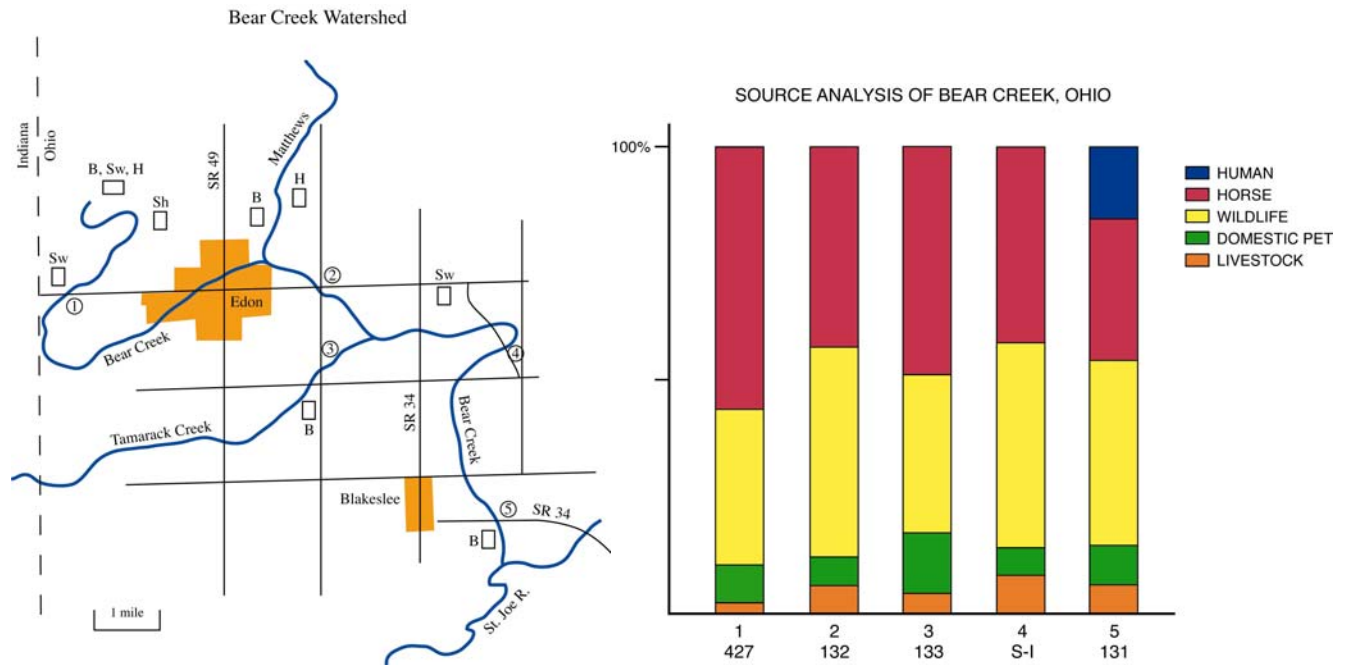 Bear Creek Watershed
Indiana
Ohio
B, Sw, H
Sh
Sw
SR 49
B
Matthews
H
1
2
Sw
Edon
Bear Creek
3
4
Tamarack Creek
B
SR 34
Bear Creek
Blakeslee
5
SR 34
B
1 mile
St. Joe R.
SOURCE ANALYSIS OF BEAR CREEK, OHIO
100%
HUMAN
HORSE
WILDLIFE
DOMESTIC PET
LIVESTOCK
1 2 3 4 5
427 132 133 S-I 131